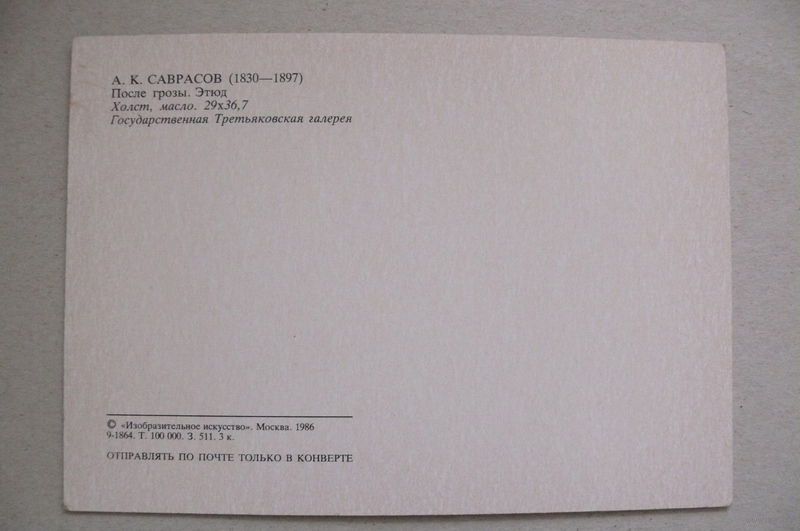 А. К. САВРАСОВ (1830—1897)
После грозы. Этюд
Холст, масло. 29х36,7
Государственная Третьяковская галерея
© «Изобразительное искусство». Москва. 1986
9-1864. Т. 100 000. З. 511. 3 к.
ОТПРАВЛЯТЬ ПО ПОЧТЕ ТОЛЬКО В КОНВЕРТЕ